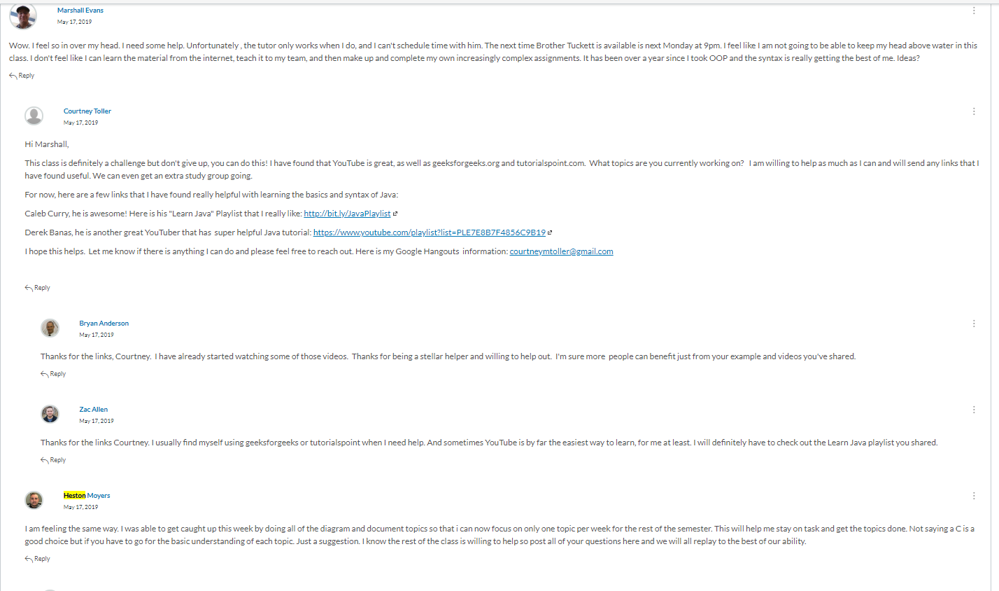 Marshall Evans
May 17, 2019
Wow. I feel so in over my head. I need some help. Unfortunately , the tutor only works when I do, and I can't schedule time with him. The next time Brother Tuckett is available is next Monday at 9pm. I feel like I am not going to be able to keep my head above water in this
class. I don't feel like I can learn the material from the internet, teach it to my team, and then make up and complete my own increasingly complex assignments. It has been over a year since I took OOP and the syntax is really getting the best of me. Ideas?
Reply
Courtney Toller
May 17, 2019
Hi Marshall,
This class is definitely a challenge but don't give up, you can do this! I have found that YouTube is great, as well as geeksforgeeks.org and tutorialspoint.com. What topics are you currently working on? I am willing to help as much as I can and will send any links that I
have found useful. We can even get an extra study group going.
For now, here are a few links that I have found really helpful with learning the basics and syntax of Java:
Caleb Curry, he is awesome! Here is his "Learn Java" Playlist that I really like: http://bit.ly/JavaPlaylist
Derek Banas, he is another great YouTuber that has super helpful Java tutorial: https://www.youtube.com/playlist?list=PLE7E8B7F4856C9B19
I hope this helps. Let me know if there is anything I can do and please feel free to reach out. Here is my Google Hangouts information: courtneymtoller@gmail.com
Reply
Bryan Anderson
May 17, 2019
Thanks for the links, Courtney. I have already started watching some of those videos. Thanks for being a stellar helper and willing to help out. I'm sure more people can benefit just from your example and videos you've shared.
Reply
Zac Allen
May 17, 2019
Thanks for the links Courtney. I usually find myself using geeksforgeeks or tutorialspoint when I need help. And sometimes YouTube is by far the easiest way to learn, for me at least. I will definitely have to check out the Learn Java playlist you shared.
Reply
Heston Moyers
May 17, 2019
I am feeling the same way. I was able to get caught up this week by doing all of the diagram and document topics so that i can now focus on only one topic per week for the rest of the semester. This will help me stay on task and get the topics done. Not saying a C is a
good choice but if you have to go for the basic understanding of each topic. Just a suggestion. I know the rest of the class is willing to help so post all of your questions here and we will all replay to the best of our ability.
Reply